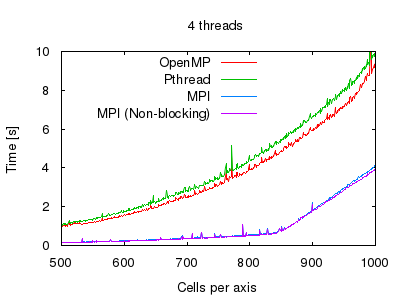 4 threads
OpenMP
Pthread
MPI
MPI (Non-blocking)
Time [s]
10
8
6
4
2
0
500 600 700 800 900 1000
Cells per axis